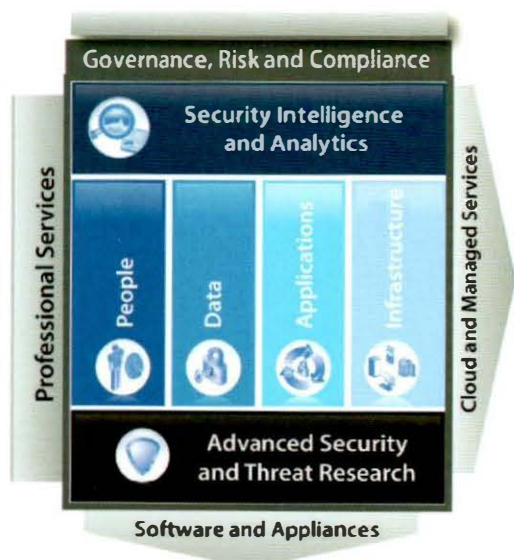 Governance, Risk and Compliance
Security Intelligence
and Analytics
Professional Services
People
Data
Applications
Infrastructure
Cloud and Managed Services
Advanced Security
and Threat Research
Software and Appliances